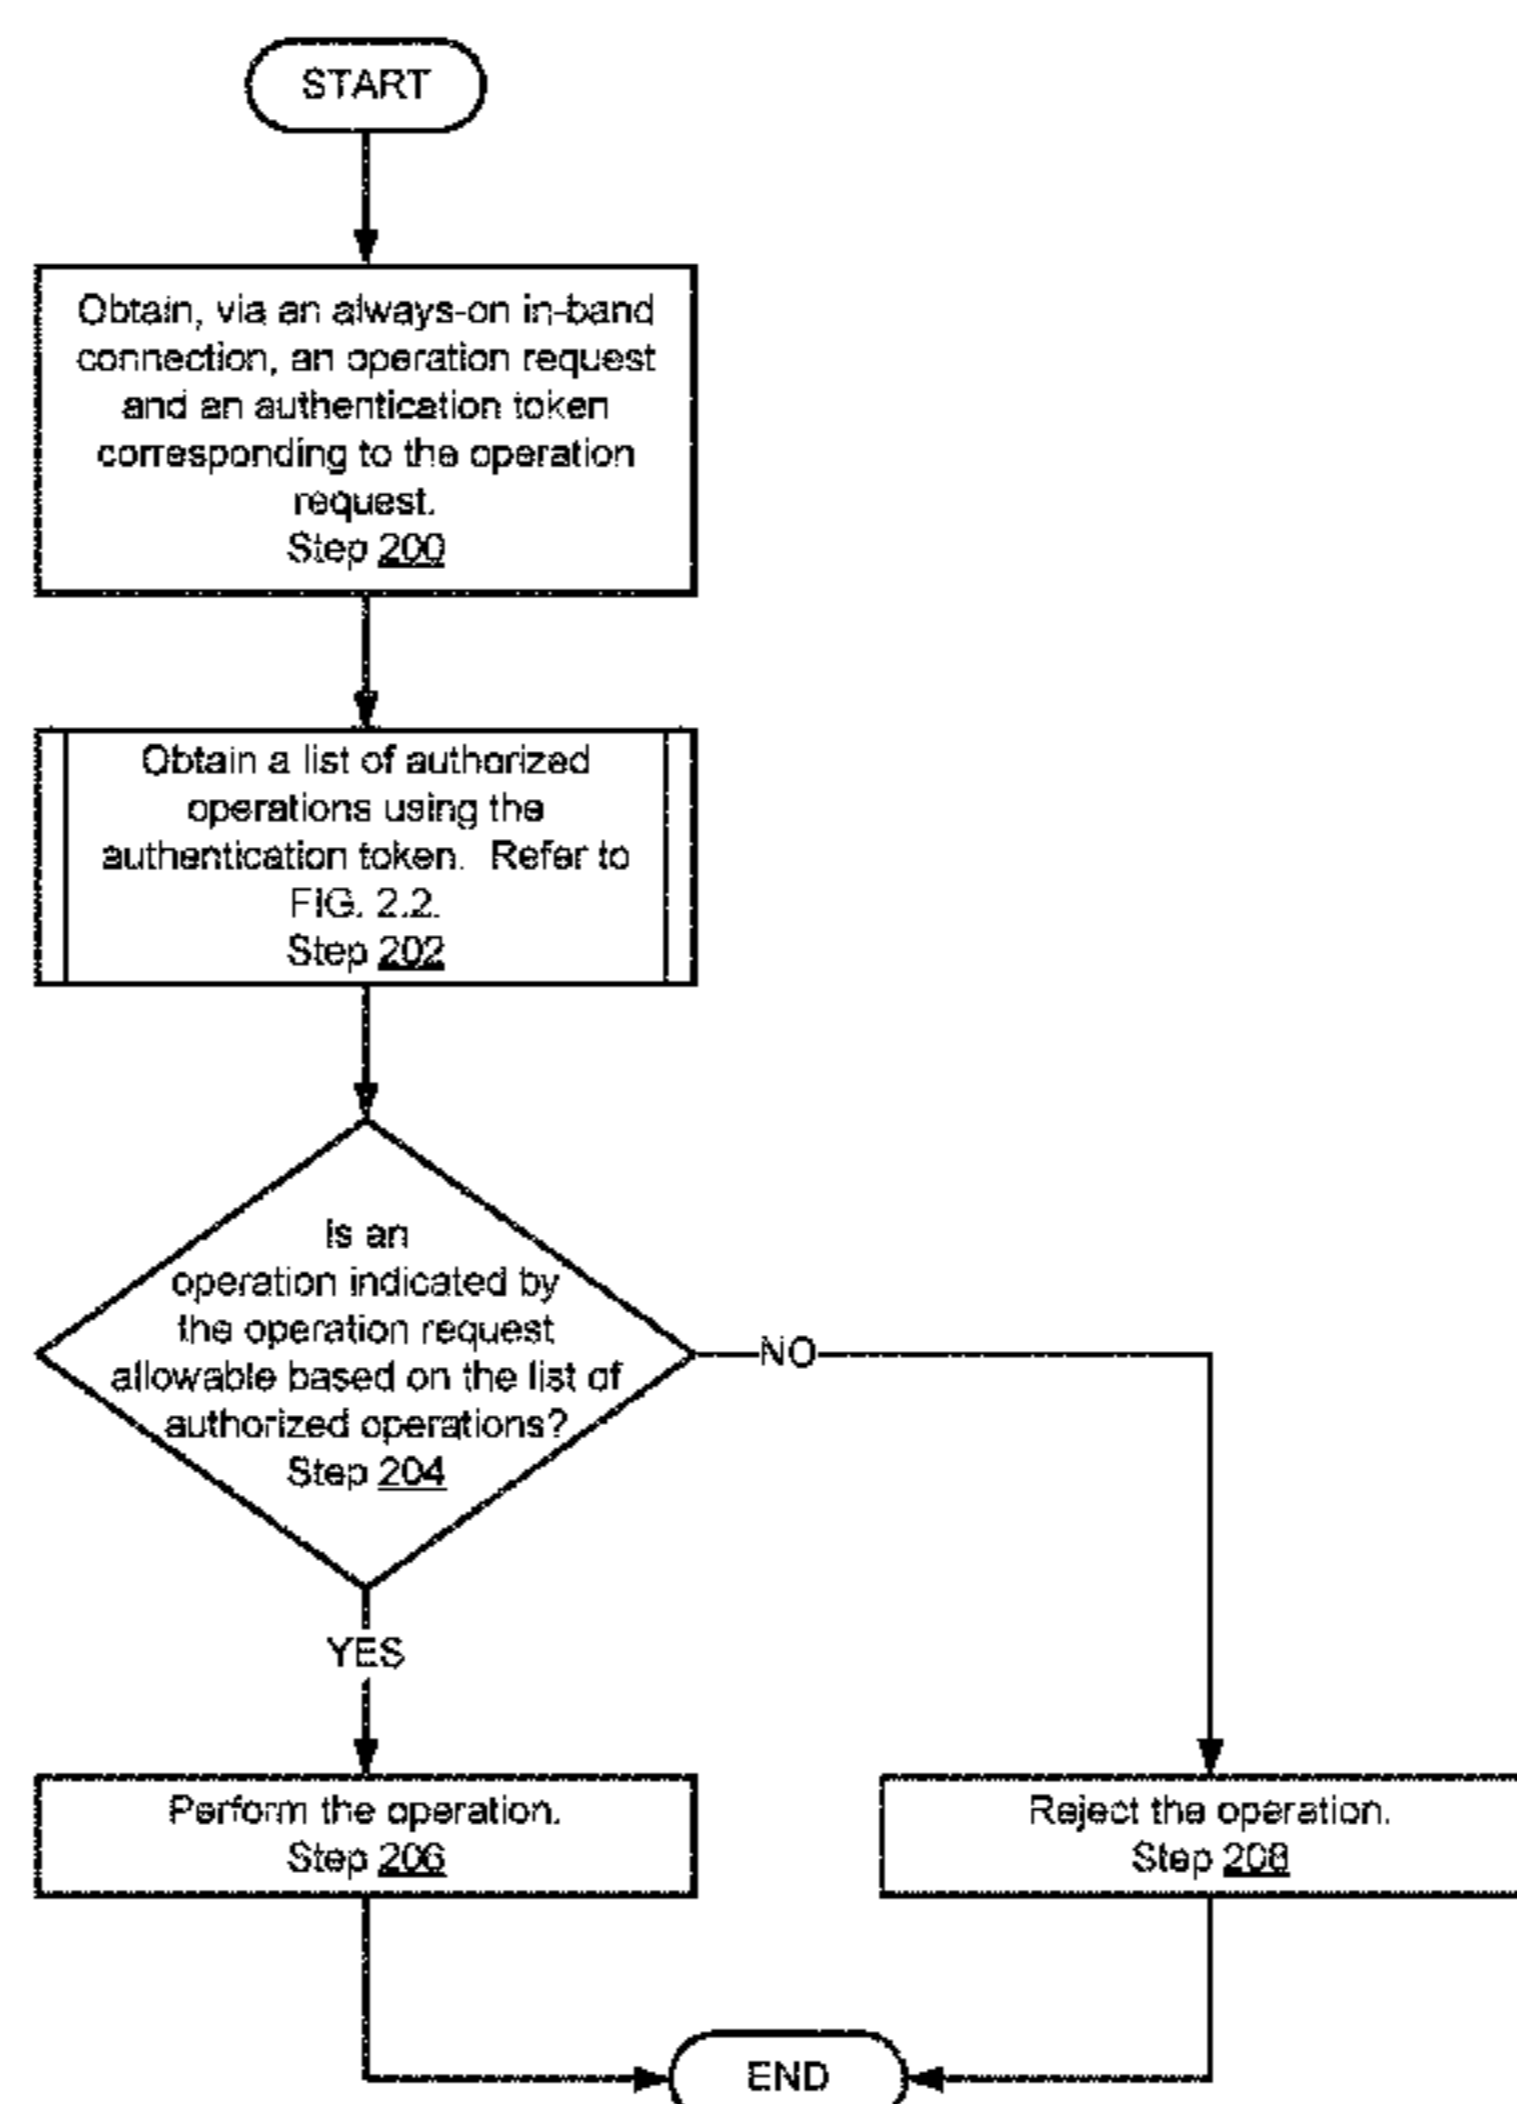 START
Obtain, via an always-on in-band
connection, an operation request
and an authentication token
corresponding to the operation
request.
Step 200
Obtain a list of authorized
operations using the
authentication token. Refer to
FIG. 2.2.
Step 202
Is an
operation indicated by
the operation request
allowable based on the list of
authorized operations?
Step 204
NO
YES
Perform the operation.
Step 206
Reject the operation.
Step 208
END